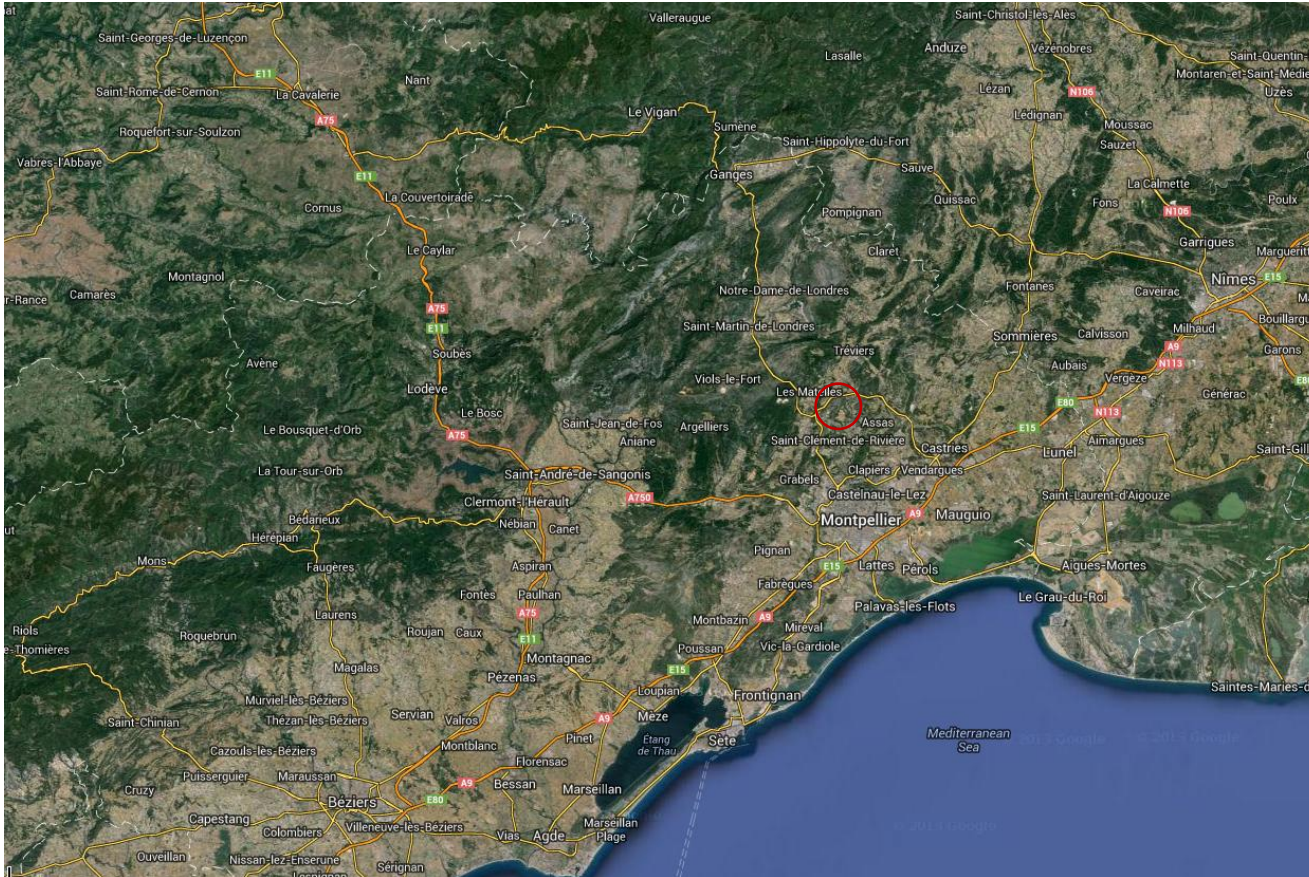 Valleraugue
Saint-Christol-lès-Alès
Saint-Georges-de-Luzençon
Anduze
Vézénobres
Lasalle
Saint-Quentin-
E11
Nant
Montaren-et-Saint-Médie
Saint-Rome-de-Cernon
La Cavalerie
Lézan
N106
Uzès
A75
Le Vigan
Lédignan
Moussac
Roquefort-sur-Soulzon
Sumène
Saint-Hippolyte-du-Fort
Sauzet
Vabres-l'Abbaye
E11
Ganges
Sauve
La Calmette
La Couvertoirade
Quissac
Fons
Poulx
Cornus
Pompignan
N106
Le Caylar
Claret
Garrigues
Margueritt
Montagnol
Nîmes
E15
Camarès
Notre-Dame-de-Londres
Fontanès
Caveirac
ur-Rance
A75
E11
Saint-Martin-de-Londres
Sommières
Calvisson
Milhaud
Bouillargu
Soubès
Tréviers
A9
Garons
Avène
Aubais
N113
Lodève
Viols-le-Fort
Les Matelles
Vergèze
E80
Générac
Le Bosc
Saint-Jean-de-Fos
Argelliers
Assas
E15
N113
Le Bousquet-d'Orb
A75
Aniane
Saint-Clément-de-Rivière
Castries
Lunel
Aimargues
Saint-Gill
La Tour-sur-Orb
Saint-André-de-Sangonis
Grabels
Clapiers
Vendargues
Clermont-l'Hérault
A750
Castelnau-le-Lez
Saint-Laurent-d'Aigouze
Bédarieux
Nébian
Canet
Montpellier
A9
Mauguio
Hérépian
Mons
Faugères
Aspiran
Pignan
E15
Lattes
Pérols
Aigues-Mortes
Fontès
Paulhan
Fabrègues
Le Grau-du-Roi
Laurens
A75
Montbazin
A9
Palavas-les-Flots
Riols
Roquebrun
Roujan
Caux
E11
Mireval
e-Thomières
Magalas
Montagnac
Poussan
Vic-la-Gardiole
Pézenas
E15
Murviel-lès-Béziers
Loupian
Frontignan
Saintes-Maries-d
Saint-Chinian
Thézan-lès-Béziers
Servian
Valros
A9
Mèze
Mediterranean
Sea
Cazouls-lès-Béziers
Montblanc
Pinet
Étang
de Thau
Sète
Puisserguier
Maraussan
Florensac
Cruzy
A9
Bessan
Marseillan
Béziers
E80
Capestang
Colombiers
Villeneuve-lès-Béziers
Vias
Agde
Marseillan
Plage
Ouveillan
Nissan-lez-Enserune
Sérignan